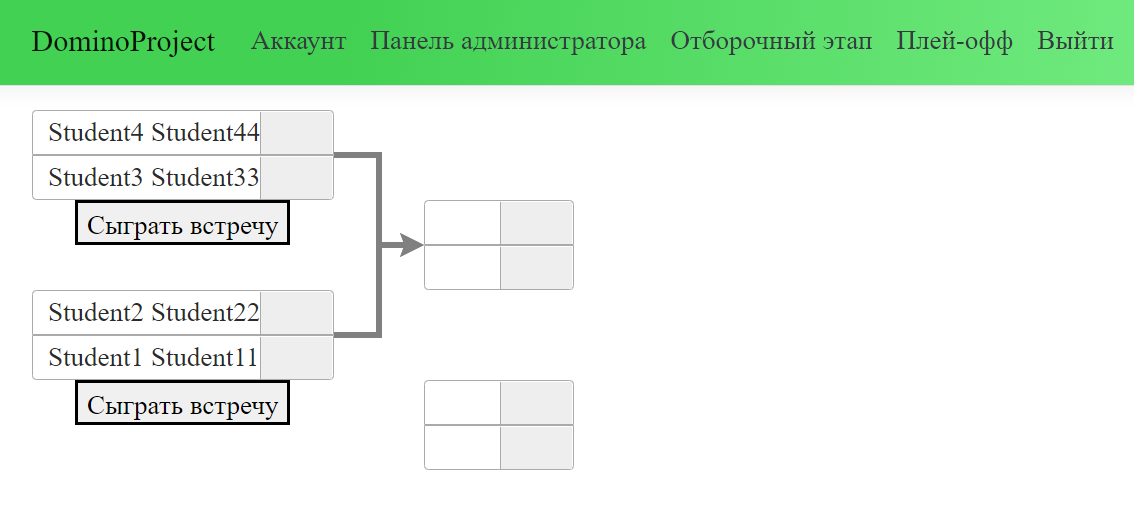 DominoProject Аккаунт Панель администратора Отборочный этап Плей-офф Выйти
Student4 Student44
Student3 Student33
Сыграть встречу
Student2 Student22
Student1 Student11
Сыграть встречу